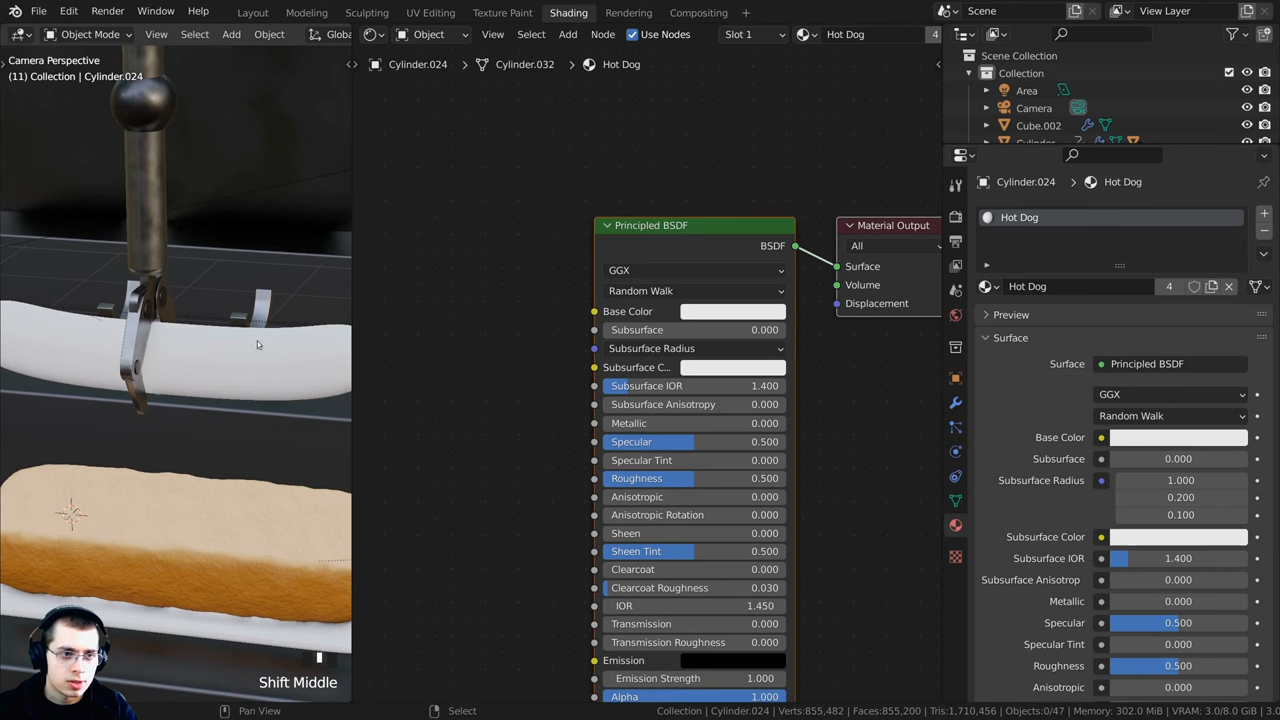 File Edit Render Window Help Layout Modeling Sculpting UV Editing Texture Paint Shading Rendering Compositing + Scene View Layer
Object Mode View Select Add Object Globa Object View Select Add Node Use Nodes Slot 1 Hot Dog 4
Camera Perspective
(11) Collection | Cylinder.024
Cylinder.024 > Cylinder.032 > Hot Dog
Scene Collection
Collection
Area
Camera
Cube.002
Cylinder
Cylinder.024 > Hot Dog
Hot Dog
Hot Dog 4
Preview
Surface
Surface Principled BSDF
GGX
Random Walk
Base Color
Subsurface 0.000
Subsurface Radius 1.000
0.200
0.100
Subsurface Color
Subsurface IOR 1.400
Subsurface Anisotrop 0.000
Metallic 0.000
Specular 0.500
Specular Tint 0.000
Roughness 0.500
Anisotropic 0.000
Principled BSDF
BSDF
GGX
Random Walk
Base Color
Subsurface 0.000
Subsurface Radius
Subsurface C...
Subsurface IOR 1.400
Subsurface Anisotropy 0.000
Metallic 0.000
Specular 0.500
Specular Tint 0.000
Roughness 0.500
Anisotropic 0.000
Anisotropic Rotation 0.000
Sheen 0.000
Sheen Tint 0.500
Clearcoat 0.000
Clearcoat Roughness 0.030
IOR 1.450
Transmission 0.000
Transmission Roughness 0.000
Emission
Emission Strength 1.000
Alpha 1.000
Material Output
All
Surface
Volume
Displacement
Shift Middle
Pan View Select Collection | Cylinder.024 | Verts:855,482 | Faces:855,200 | Tris:1,710,456 | Objects:0/47 | Memory: 302.0 MiB | VRAM: 3.0/8.0 GiB | 3.0